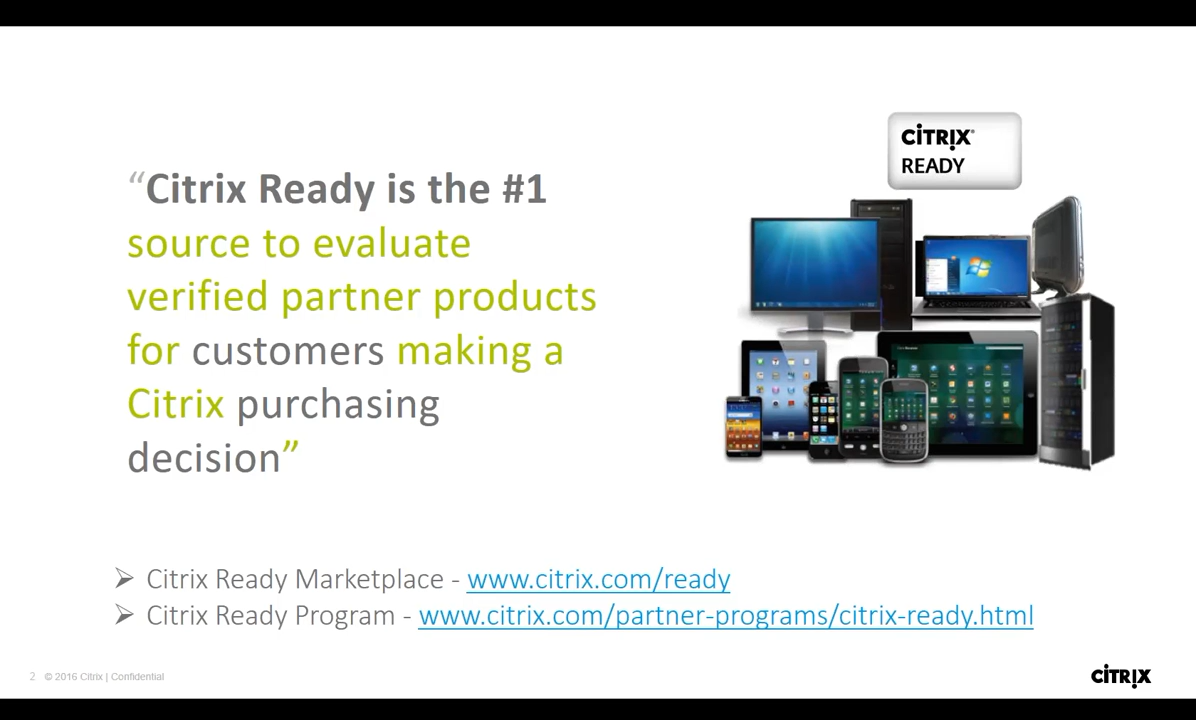 CITRIX®
READY
“Citrix Ready is the #1
source to evaluate
verified partner products
for customers making a
Citrix purchasing
decision”
➢ Citrix Ready Marketplace - www.citrix.com/ready
➢ Citrix Ready Program - www.citrix.com/partner-programs/citrix-ready.html
2 © 2016 Citrix | Confidential
CITRIX